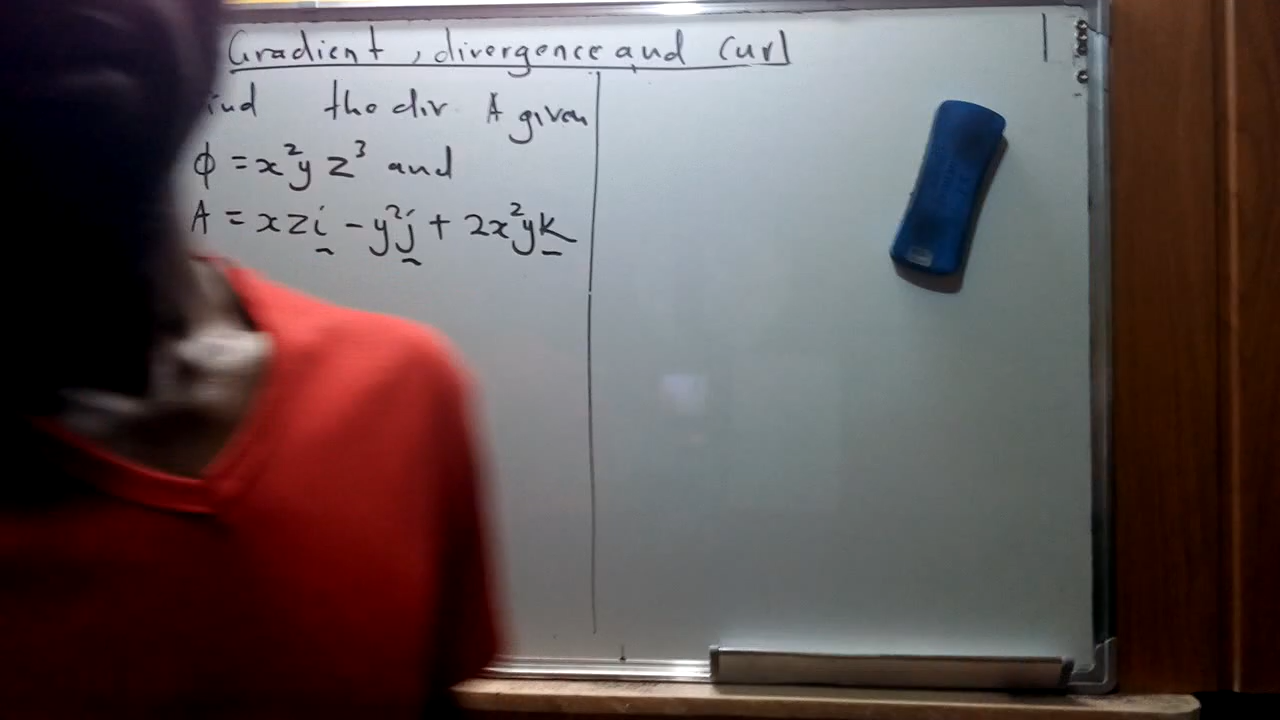 Gradient, divergence and Curl
ind the div A given
ϕ = x²y z³ and
A = xzi - y²j + 2x²yk